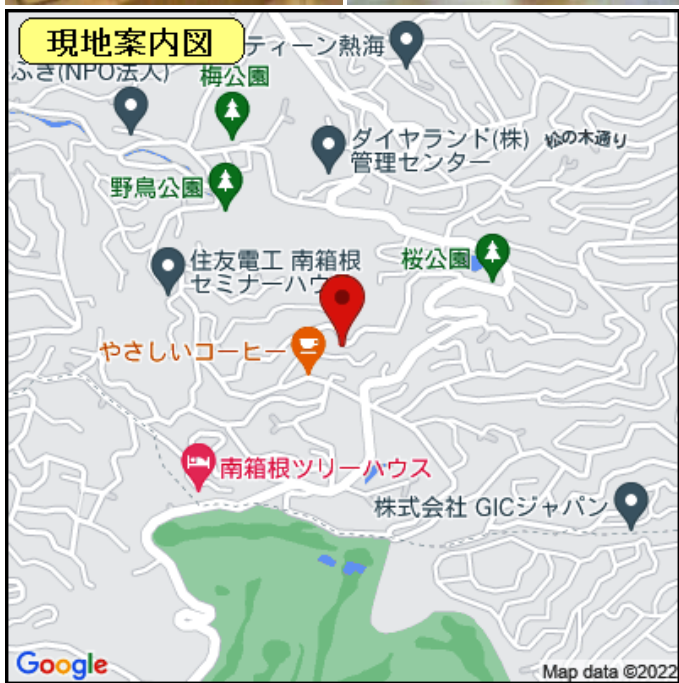 現地案内図
ティーン熱海
ふき(NPO法人)
梅公園
ダイヤランド(株)
管理センター
松の木通り
野鳥公園
住友電工 南箱根
セミナーハウ
桜公園
やさしいコーヒー
南箱根ツリーハウス
株式会社 GICジャパン
Google
Map data ©2022